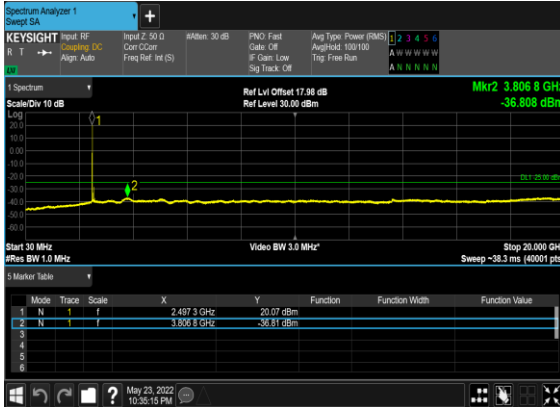 Spectrum Analyzer 1
Swept SA
+
KEYSIGHT Input: RF Input Z: 50 Ω #Atten: 30 dB PNO: Fast Avg Type: Power (RMS) 1 2 3 4 5 6
R T Coupling: DC Corr CCorr Gate: Off Avg|Hold: 100/100 A W W W W W
Align: Auto Freq Ref: Int (S) IF Gain: Low Trig: Free Run
Sig Track: Off A N N N N N
1 Spectrum Ref Lvl Offset 17.98 dB Mkr2 3.806 8 GHz
Scale/Div 10 dB Ref Level 30.00 dBm -36.808 dBm
Log
1
20.0
10.0
0.00
-10.0
-20.0 DL1 -25.00 dBm
-30.0 2
-40.0
-50.0
-60.0
Start 30 MHz Video BW 3.0 MHz* Stop 20.000 GH
#Res BW 1.0 MHz Sweep ~38.3 ms (40001 pts
5 Marker Table
Mode Trace Scale X Y Function Function Width Function Value
1 N 1 f 2.497 3 GHz 20.07 dBm
2 N 1 f 3.806 8 GHz -36.81 dBm
3
4
5
6
? May 23, 2022
10:35:15 PM